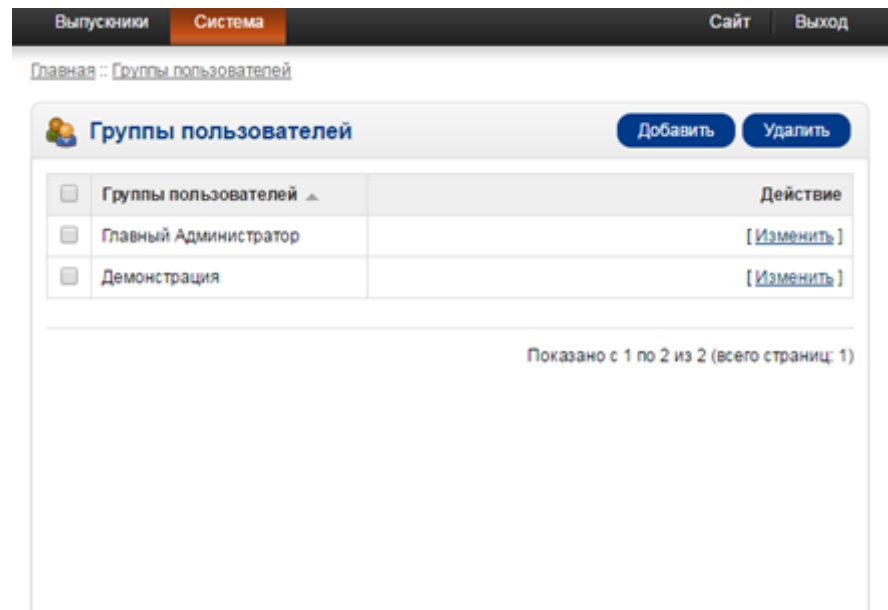 Выпускники Система Сайт Выход
Главная :: Группы пользователей
Группы пользователей Добавить Удалить
Группы пользователей Действие
Главный Администратор [ Изменить ]
Демонстрация [ Изменить ]
Показано с 1 по 2 из 2 (всего страниц: 1)